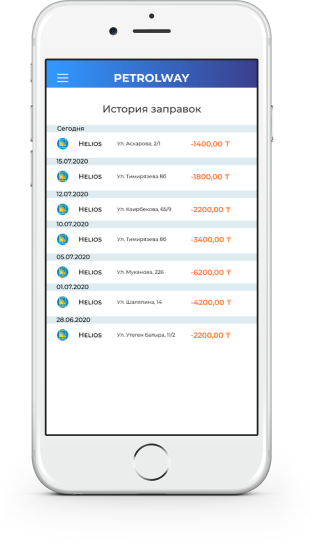 PETROLWAY
История заправок
Сегодня
HELIOS Ул. Аскарова, 2/1 -1400,00 ₸
15.07.2020
HELIOS Ул. Тимирязева 8б -1800,00 ₸
12.07.2020
HELIOS Ул. Каирбекова, 65/9 -2200,00 ₸
10.07.2020
HELIOS Ул. Тимирязева 8б -3400,00 ₸
05.07.2020
HELIOS Ул. Муканова, 226 -6200,00 ₸
01.07.2020
HELIOS Ул. Шаляпина, 14 -4200,00 ₸
28.06.2020
HELIOS Ул. Утеген Батыра, 11/2 -2200,00 ₸